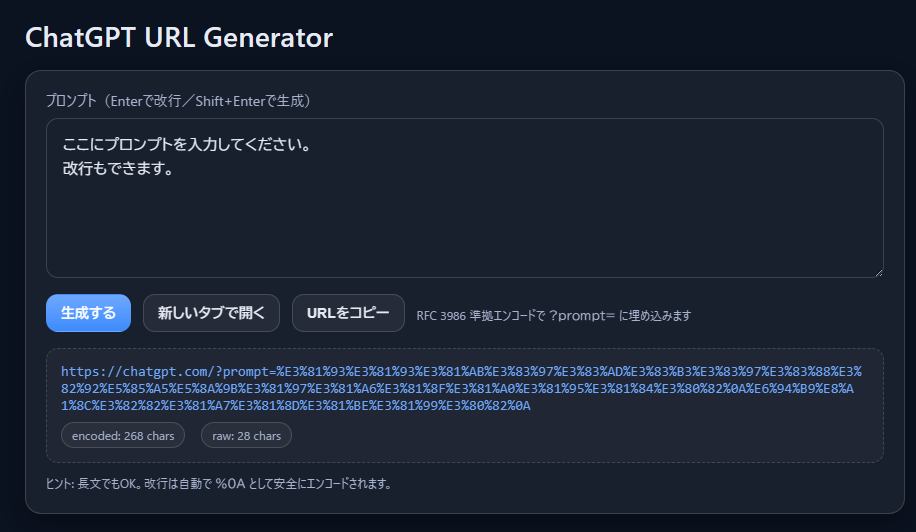 ChatGPT URL Generator
プロンプト（Enterで改行／Shift+Enterで生成）
ここにプロンプトを入力してください。
改行もできます。
生成する
新しいタブで開く
URLをコピー
RFC 3986 準拠エンコードで ?prompt= に埋め込みます
https://chatgpt.com/?prompt=%E3%81%93%E3%81%93%E3%81%AB%E3%83%97%E3%83%AD%E3%83%B3%E3%83%97%E3%83%88%E3%
82%92%E5%85%A5%E5%8A%9B%E3%81%97%E3%81%A6%E3%81%8F%E3%81%A0%E3%81%95%E3%81%84%E3%80%82%0A%E6%94%B9%E8%A
1%8C%E3%82%82%E3%81%A7%E3%81%8D%E3%81%BE%E3%81%99%E3%80%82%0A
encoded: 268 chars
raw: 28 chars
ヒント: 長文でもOK。改行は自動で %0A として安全にエンコードされます。